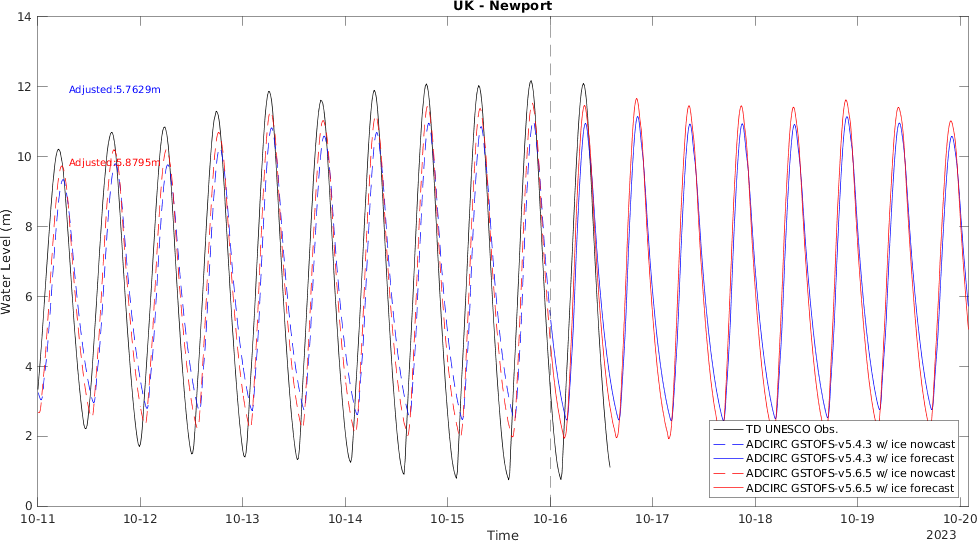 UK - Newport
14
12
10
8
6
4
2
0
Water Level (m)
Adjusted:5.7629m
Adjusted:5.8795m
TD UNESCO Obs.
ADCIRC GSTOFS-v5.4.3 w/ ice nowcast
ADCIRC GSTOFS-v5.4.3 w/ ice forecast
ADCIRC GSTOFS-v5.6.5 w/ ice nowcast
ADCIRC GSTOFS-v5.6.5 w/ ice forecast
10-11 10-12 10-13 10-14 10-15 10-16 10-17 10-18 10-19 10-20
Time
2023